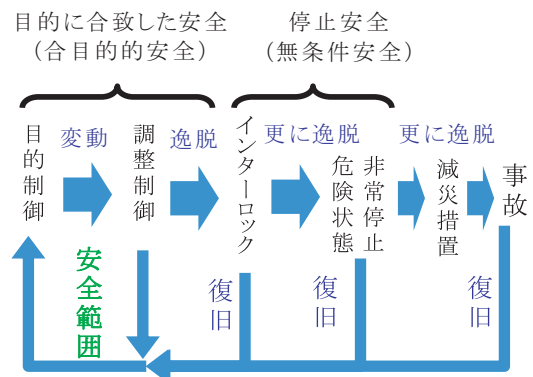 目的に合致した安全
（合目的的安全）
停止安全
（無条件安全）
目的制御
変動
調整制御
逸脱
インターロック
更に逸脱
危険状態
非常停止
更に逸脱
減災措置
事故
安全範囲
復旧
復旧
復旧